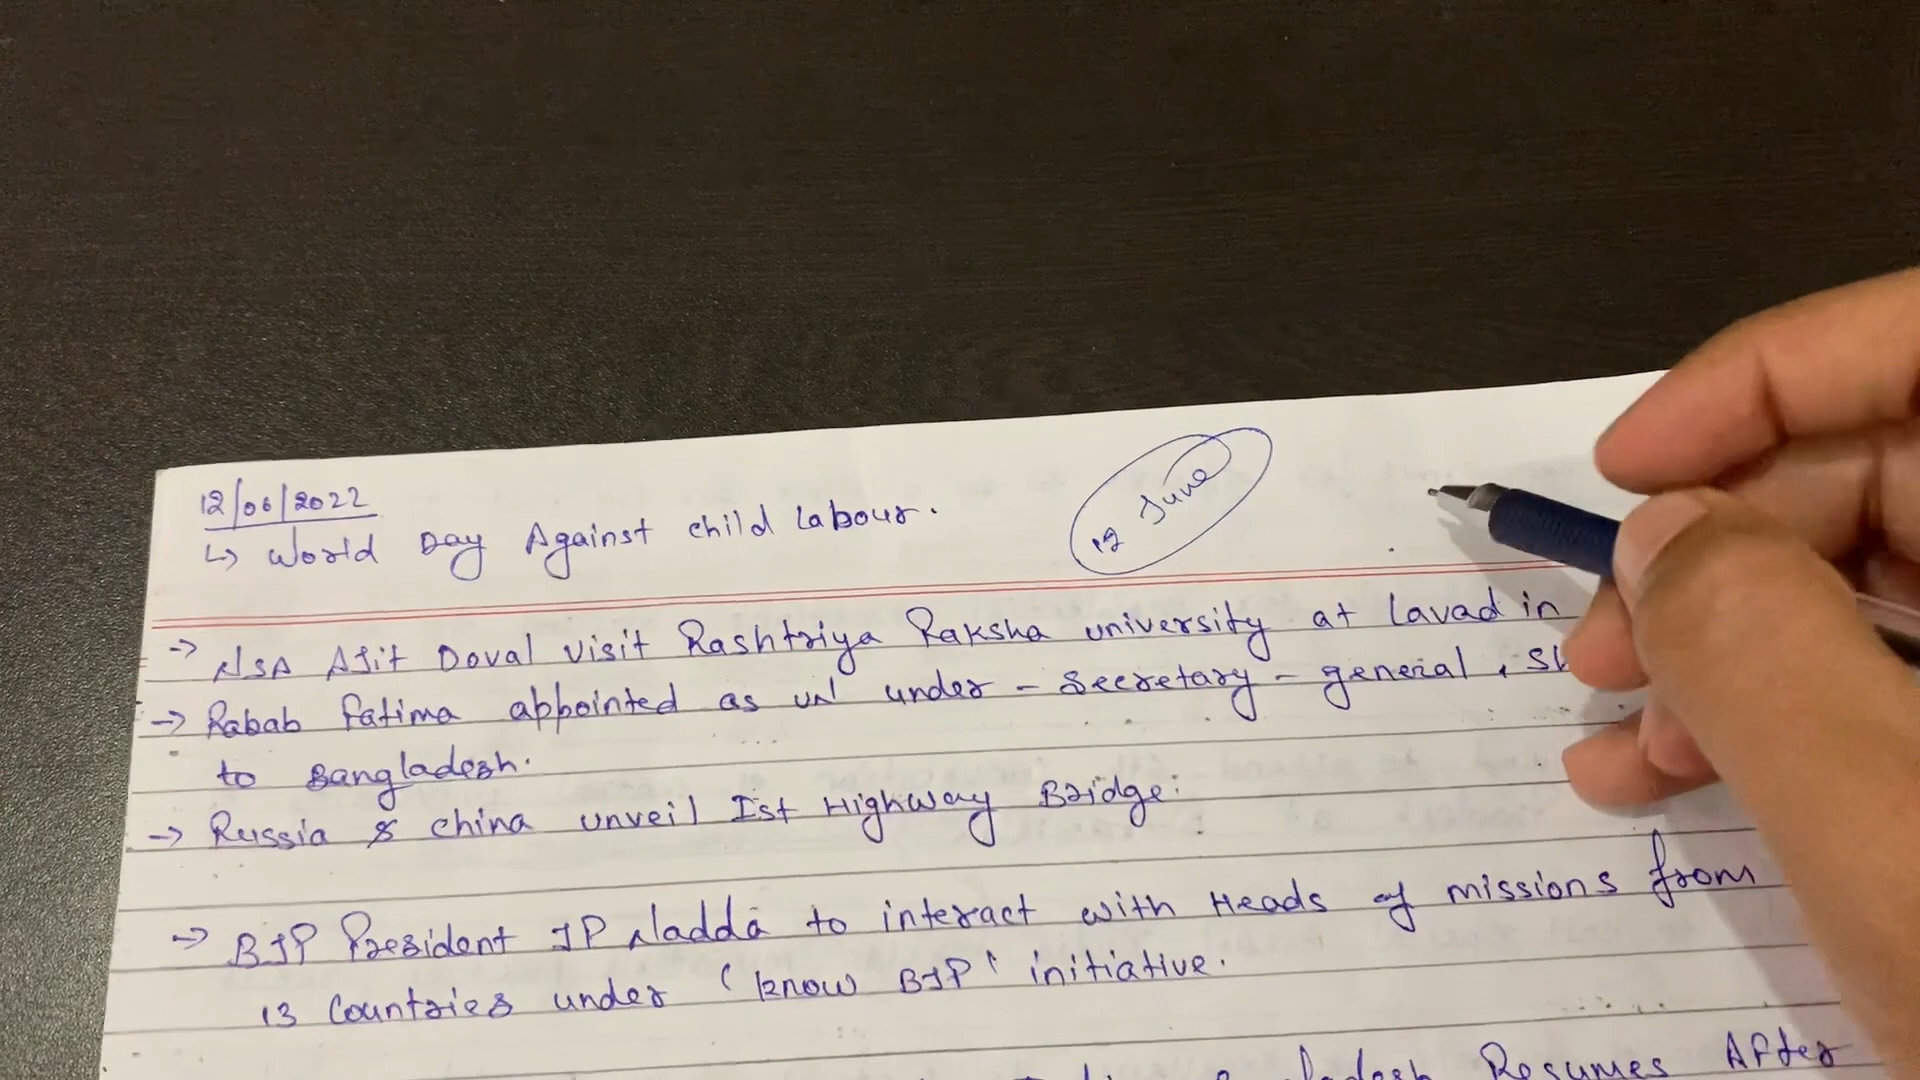 12/06/2022
↳ World Day Against child Labour.
12 June
→ NSA Ajit Doval visit Rashtriya Raksha university at Lavad in
→ Rabab fatima appointed as UN under - secretary - general,
to Bangladesh.
→ Russia & china unveil Ist Highway Bridge:
→ BJP President JP Nadda to interact with Heads of missions from
13 Countries under 'know BJP' initiative.
Resumes After